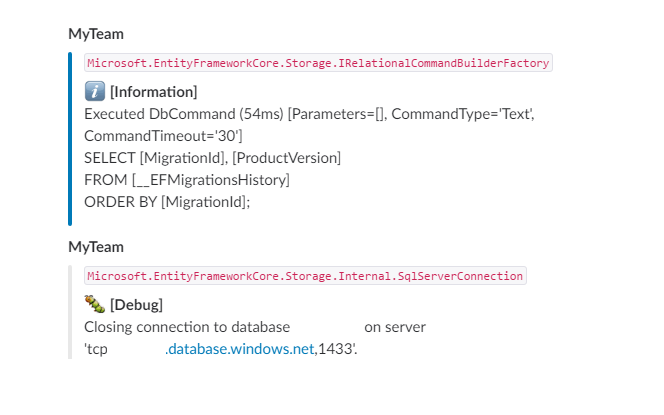 MyTeam
Microsoft.EntityFrameworkCore.Storage.IRelationalCommandBuilderFactory
[Information]
Executed DbCommand (54ms) [Parameters=[], CommandType='Text',
CommandTimeout='30']
SELECT [MigrationId], [ProductVersion]
FROM [__EFMigrationsHistory]
ORDER BY [MigrationId];
MyTeam
Microsoft.EntityFrameworkCore.Storage.Internal.SqlServerConnection
[Debug]
Closing connection to database on server
'tcp .database.windows.net,1433'.